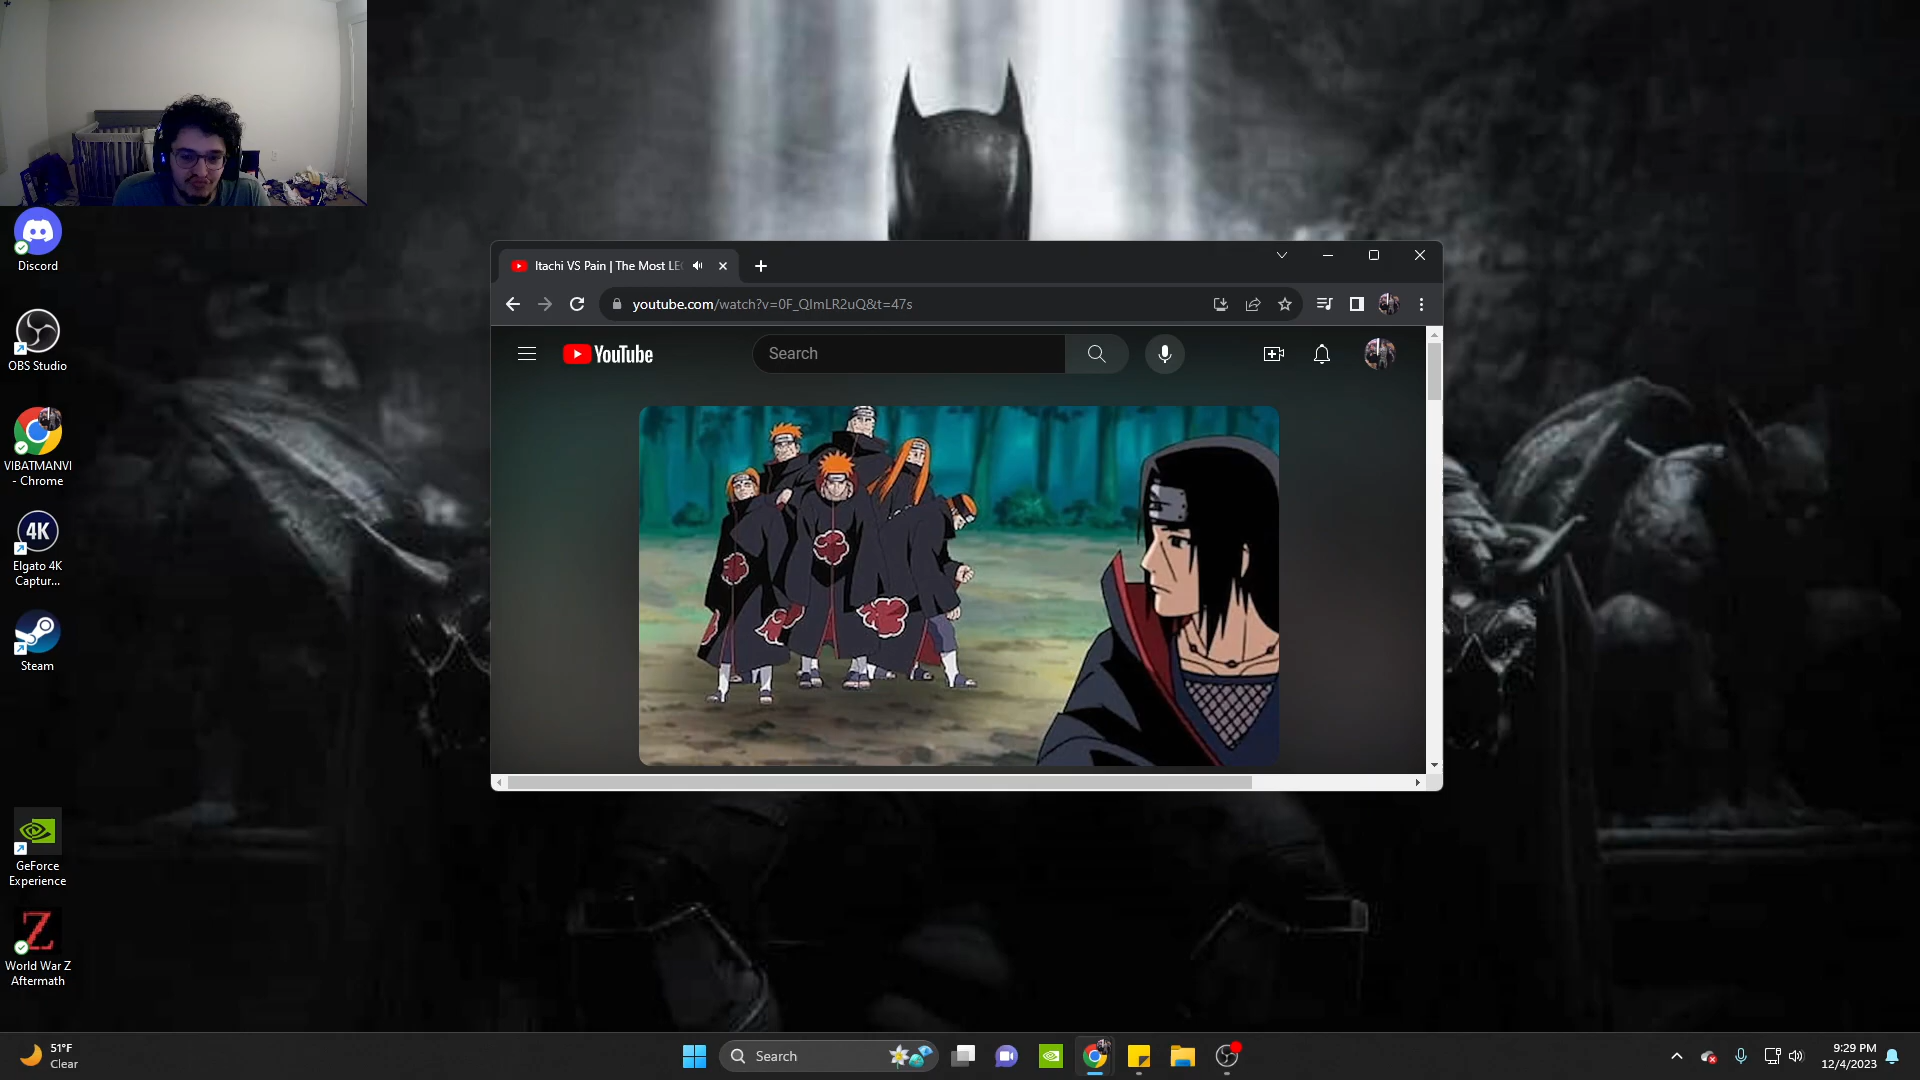 Discord
OBS Studio
VIBATMANVI
- Chrome
4K
Elgato 4K
Captur...
Steam
GeForce
Experience
Z
World War Z
Aftermath
Itachi VS Pain | The Most LE
youtube.com/watch?v=0F_QImLR2uQ&t=47s
YouTube
Search
51°F
Clear
Search
9:29 PM
12/4/2023